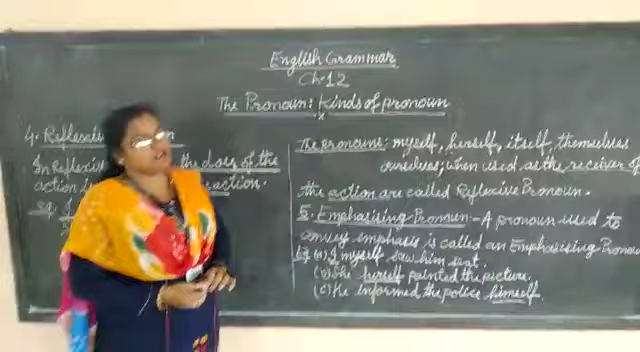 English Grammar
Ch-12
The Pronoun: Kinds of pronoun
4. Reflexive
In Reflexive the doer of the
action is action.
eg. I
The pronouns: myself, herself, itself, themselves
ourselves; when used as the receiver of
the action are called Reflexive Pronoun.
5. Emphasising Pronoun - A pronoun used to
convey emphasis is called an Emphasising Pronoun
Eg (a) I myself saw him eat.
(b) She herself painted the picture.
(c) He informed the police himself.